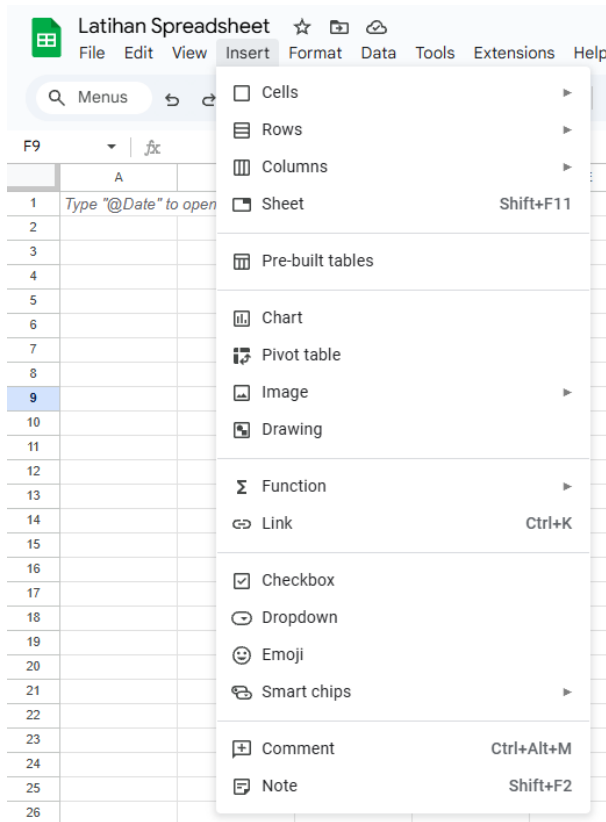 Latihan Spreadsheet
File Edit View Insert Format Data Tools Extensions Help
Menus
F9 fx
A
Type "@Date" to open
Cells
Rows
Columns
Sheet Shift+F11
Pre-built tables
Chart
Pivot table
Image
Drawing
Function
Link Ctrl+K
Checkbox
Dropdown
Emoji
Smart chips
Comment Ctrl+Alt+M
Note Shift+F2
1
2
3
4
5
6
7
8
9
10
11
12
13
14
15
16
17
18
19
20
21
22
23
24
25
26